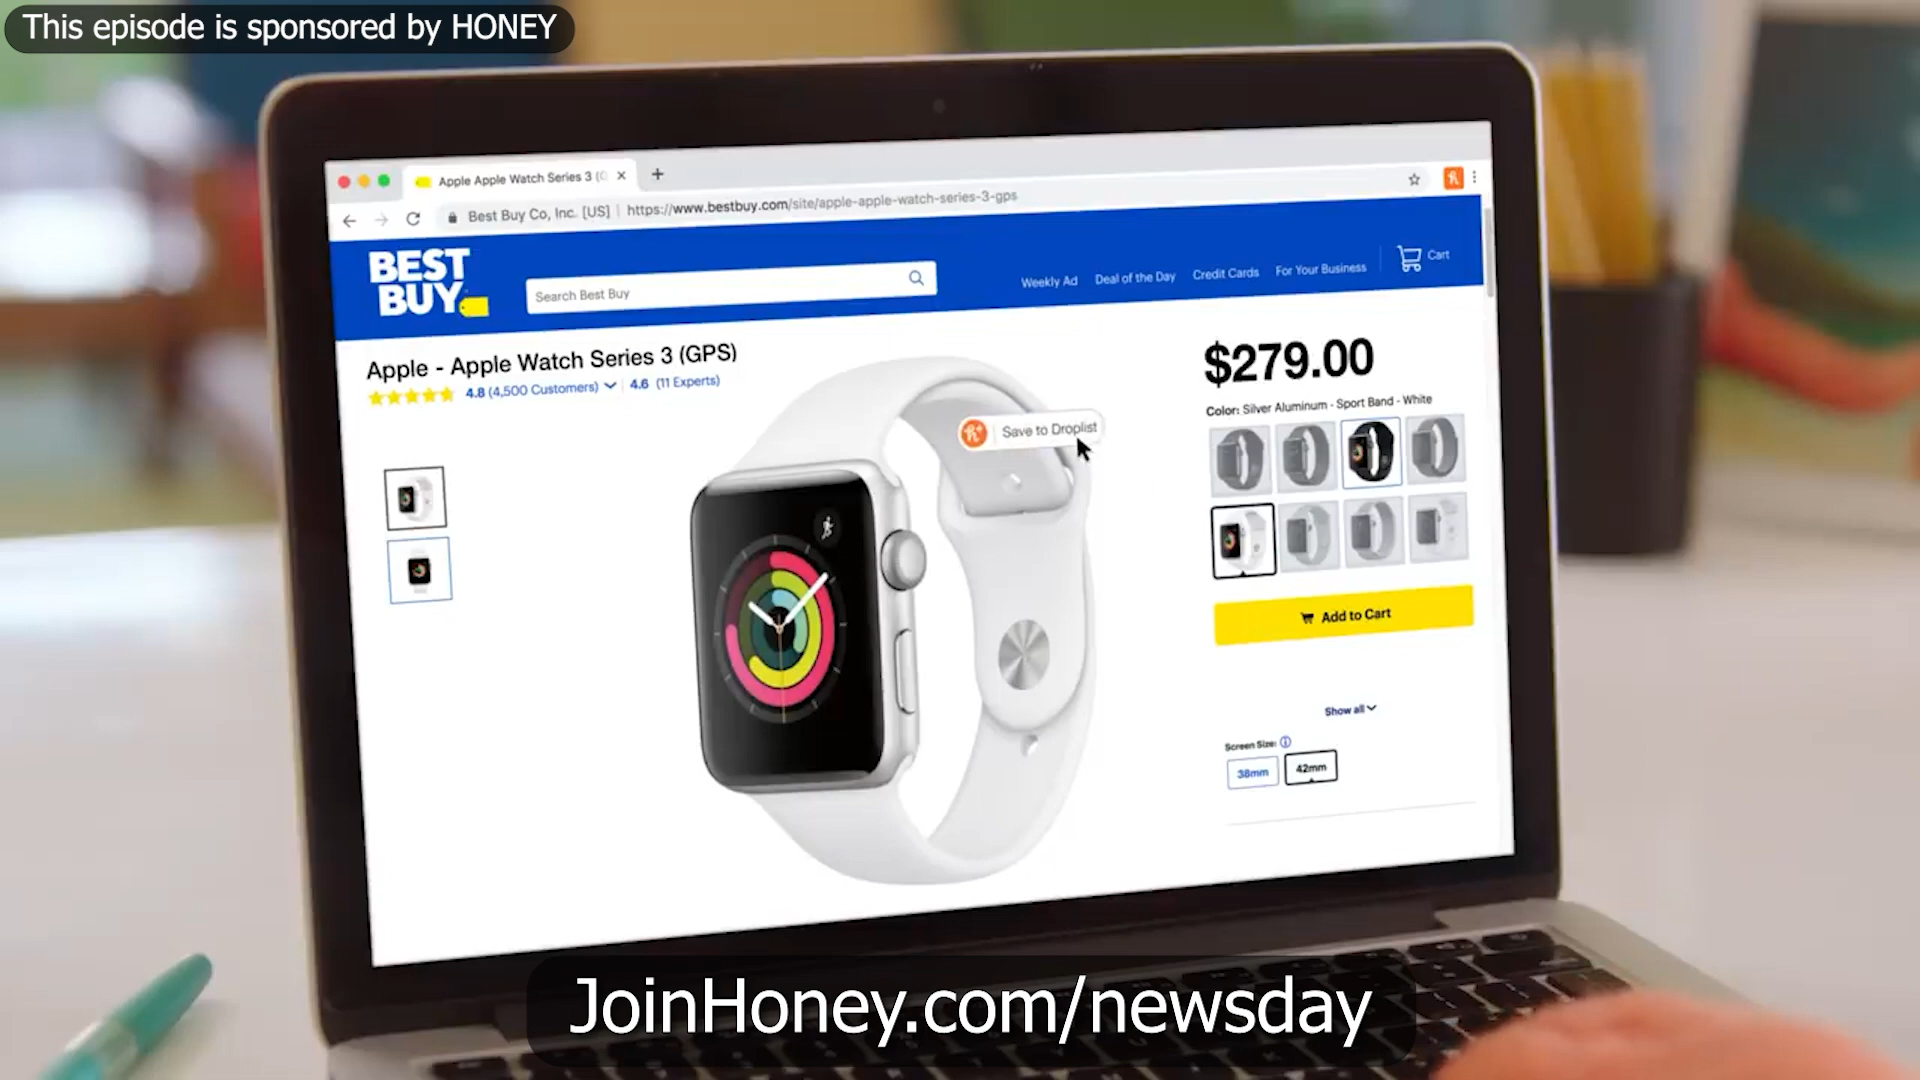 This episode is sponsored by HONEY
Apple Apple Watch Series 3 (G
Best Buy Co, Inc. [US] | https://www.bestbuy.com/site/apple-apple-watch-series-3-gps
BEST
BUY
Search Best Buy
Weekly Ad
Deal of the Day
Credit Cards
For Your Business
Cart
Apple - Apple Watch Series 3 (GPS)
4.8 (4,500 Customers)
4.6 (11 Experts)
Save to Droplist
$279.00
Color: Silver Aluminum - Sport Band - White
Add to Cart
Show all
Screen Size:
38mm
42mm
JoinHoney.com/newsday